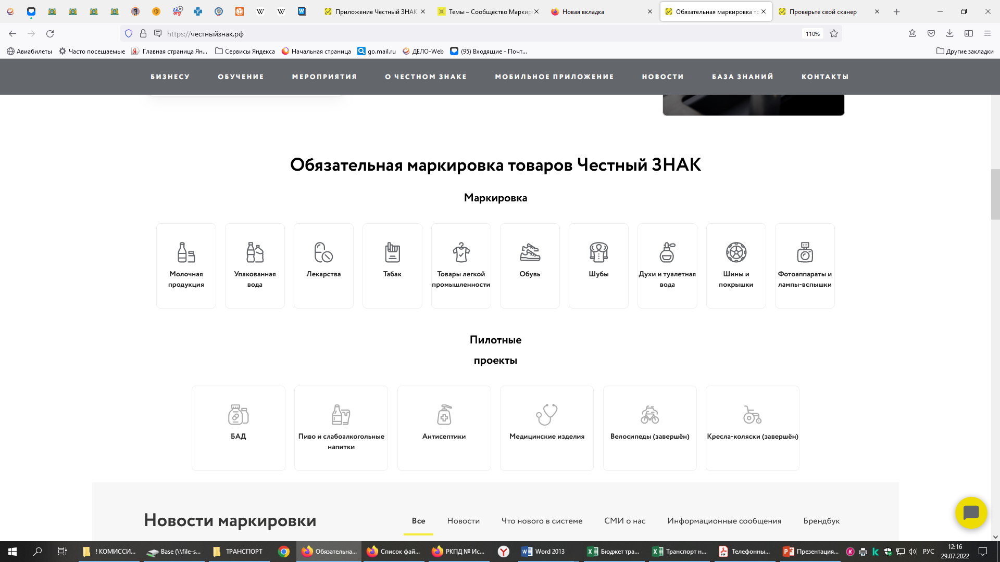 Приложение Честный ЗНАК
Темы – Сообщество Маркир
Новая вкладка
Обязательная маркировка то
Проверьте свой сканер
https://честныйзнак.рф
110%
Авиабилеты
Часто посещаемые
Главная страница Ян...
Сервисы Яндекса
Начальная страница
go.mail.ru
ДЕЛО-Web
(95) Входящие - Почт...
Другие закладки
БИЗНЕСУ
ОБУЧЕНИЕ
МЕРОПРИЯТИЯ
О ЧЕСТНОМ ЗНАКЕ
МОБИЛЬНОЕ ПРИЛОЖЕНИЕ
НОВОСТИ
БАЗА ЗНАНИЙ
КОНТАКТЫ
Обязательная маркировка товаров Честный ЗНАК
Маркировка
Молочная
продукция
Упакованная
вода
Лекарства
Табак
Товары легкой
промышленности
Обувь
Шубы
Духи и туалетная
вода
Шины и
покрышки
Фотоаппараты и
лампы-вспышки
Пилотные
проекты
БАД
Пиво и слабоалкогольные
напитки
Антисептики
Медицинские изделия
Велосипеды (завершён)
Кресла-коляски (завершён)
Новости маркировки
Все
Новости
Что нового в системе
СМИ о нас
Информационные сообщения
Брендбук
! КОМИССИ...
Base (\\file-s...
ТРАНСПОРТ
Обязательна...
Список фай...
РКПД № Ис...
Word 2013
Бюджет тра...
Транспорт н...
Телефонны...
Презентация...
РУС
12:16
29.07.2022